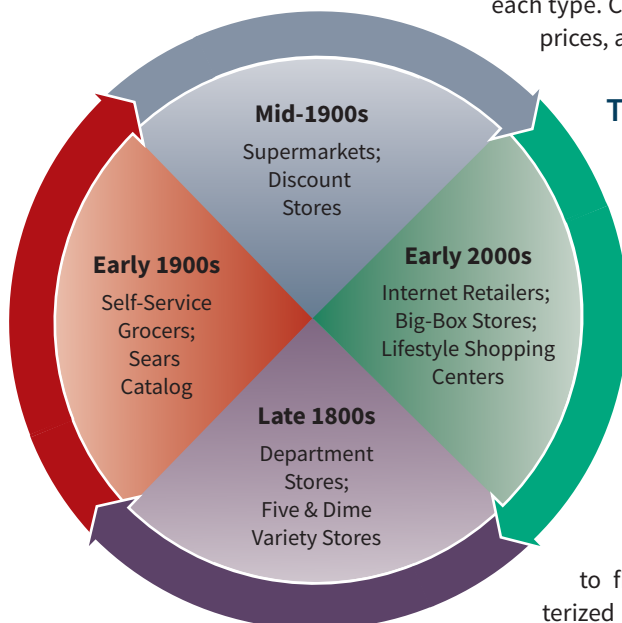 each type. C
prices, a
T
Mid-1900s
Supermarkets;
Discount
Stores
Early 1900s
Self-Service
Grocers;
Sears
Catalog
Early 2000s
Internet Retailers;
Big-Box Stores;
Lifestyle Shopping
Centers
Late 1800s
Department
Stores;
Five & Dime
Variety Stores
to f
terized